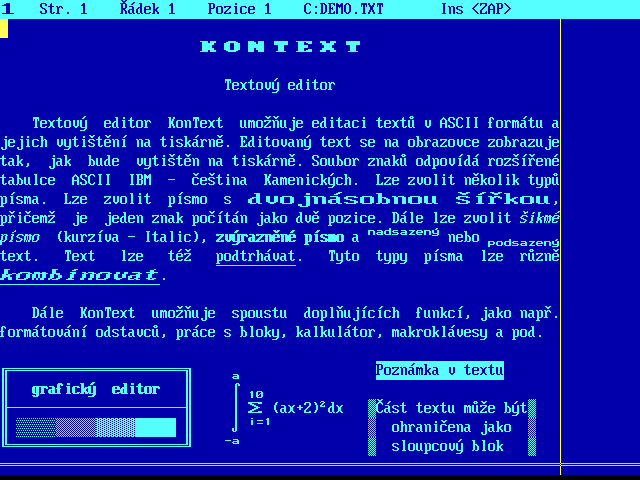 1 Str. 1 Řádek 1 Pozice 1 C:DEMO.TXT Ins <ZAP>
KONTEXT
Textový editor
Textový editor KonText umožňuje editaci textů v ASCII formátu a
jejich vytištění na tiskárně. Editovaný text se na obrazovce zobrazuje
tak, jak bude vytištěn na tiskárně. Soubor znaků odpovídá rozšířené
tabulce ASCII IBM - čeština Kamenických. Lze zvolit několik typů
písma. Lze zvolit písmo s dvojnásobnou šířkou,
přičemž je jeden znak počítán jako dvě pozice. Dále lze zvolit šikmé
písmo (kurzíva - Italic), zvýrazněné písmo a nadsazený nebo podsazený
text. Text lze též podtrhávat. Tyto typy písma lze různě
kombinovat.
Dále KonText umožňuje spoustu doplňujících funkcí, jako např.
formátování odstavců, práce s bloky, kalkulátor, makroklávesy a pod.
grafický editor
a
10
∑ (ax+2)²dx
i=1
-a
Poznámka v textu
Část textu může být
ohraničena jako
sloupcový blok